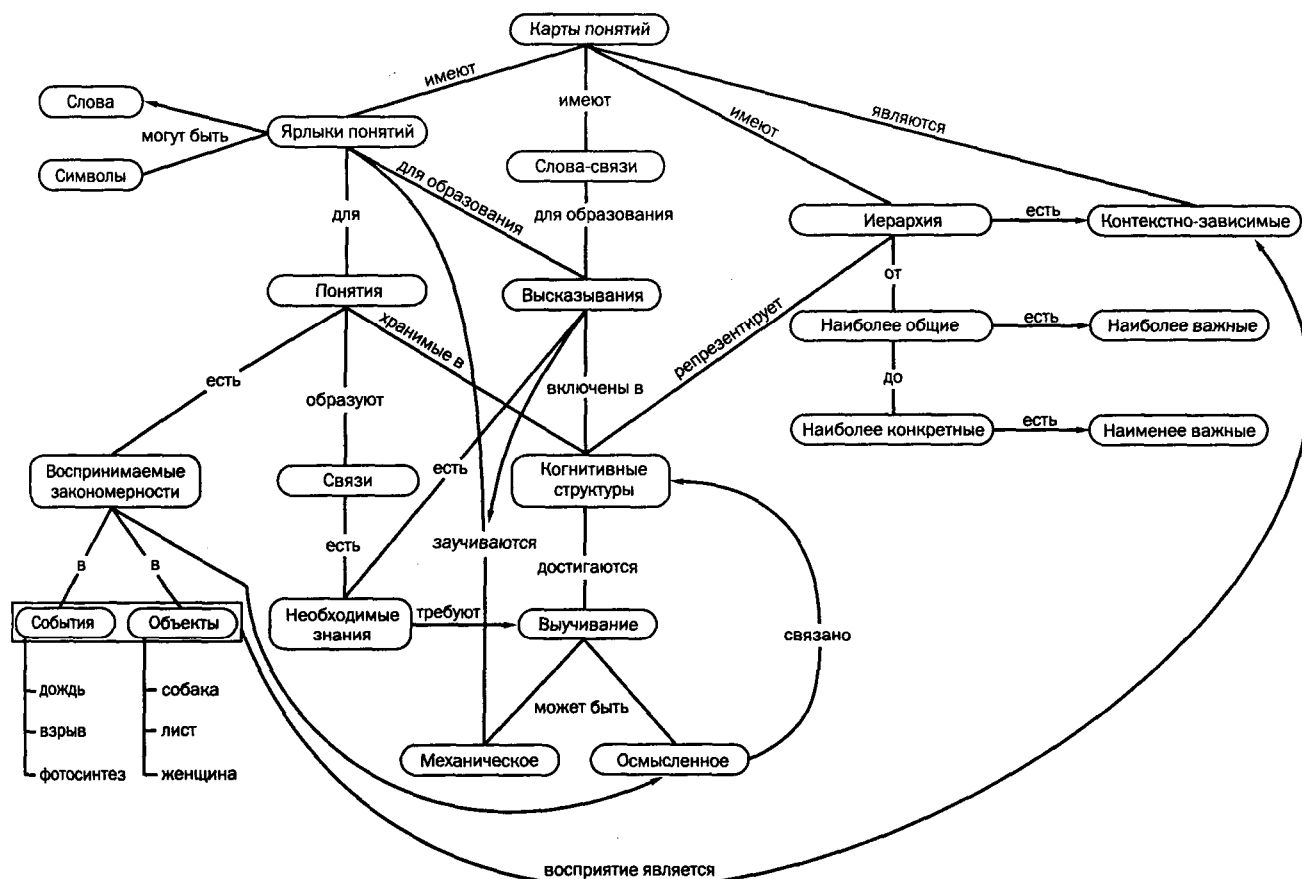 Карты понятий
имеют
Слова
имеют
имеют
являются
могут быть
Ярлыки понятий
Символы
Слова-связи
для образования
для
для образования
Иерархия
есть
Контекстно-зависимые
от
Понятия
Высказывания
хранимые в
репрезентирует
Наиболее общие
есть
Наиболее важные
есть
образуют
включены в
до
Наиболее конкретные
есть
Наименее важные
Воспринимаемые
закономерности
Связи
есть
Когнитивные
структуры
есть
заучиваются
в
в
достигаются
События
Объекты
Необходимые
знания
требуют
Выучивание
связано
дождь
собака
может быть
взрыв
лист
Механическое
Осмысленное
фотосинтез
женщина
восприятие является